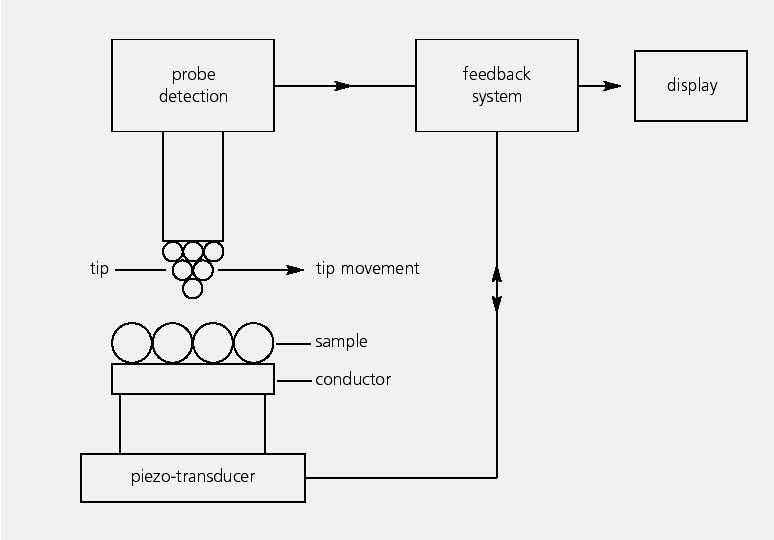 probe
detection
feedback
system
display
tip
tip movement
sample
conductor
piezo-transducer